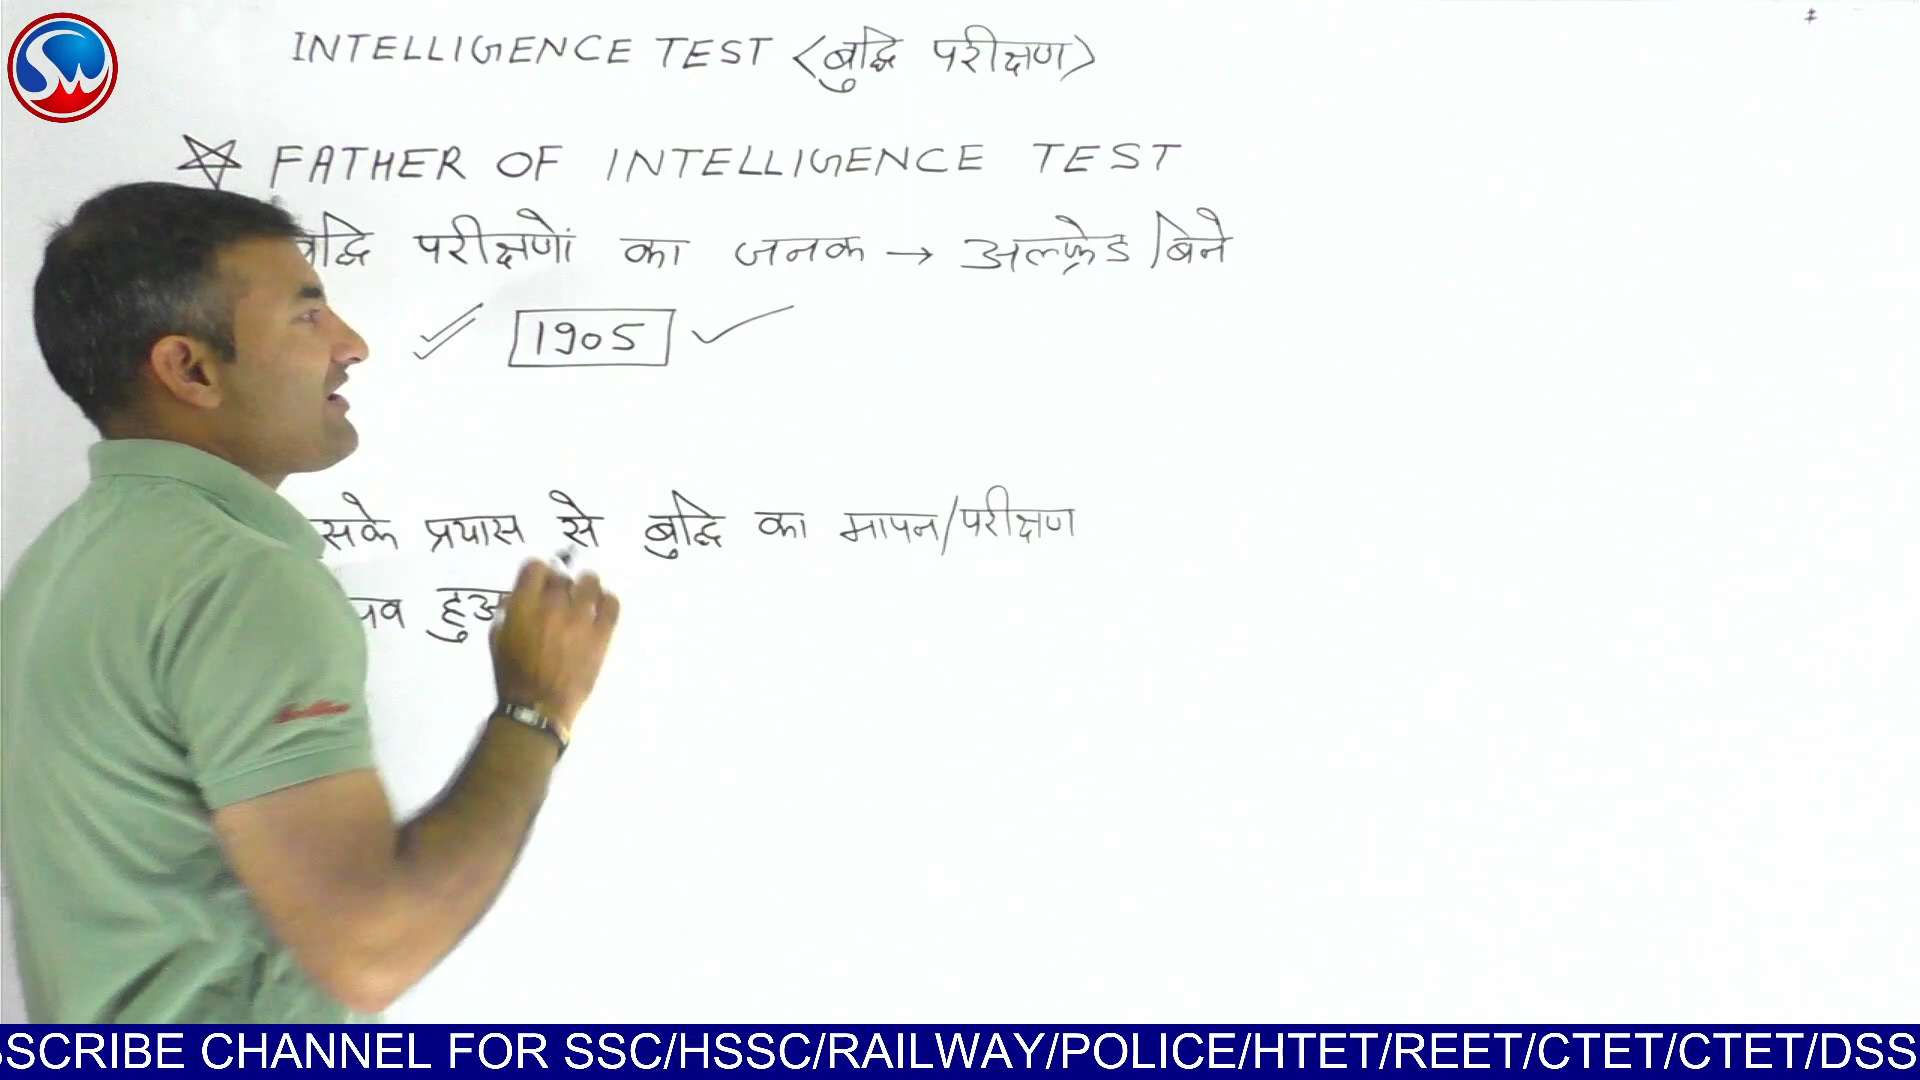 SW
INTELLIGENCE TEST (बुद्धि परीक्षण)
FATHER OF INTELLIGENCE TEST
परीक्षणों का जनक → अल्फ्रेड बिने
1905
प्रयास से बुद्धि का मापन/परीक्षण
SCRIBE CHANNEL FOR SSC/HSSC/RAILWAY/POLICE/HTET/REET/CTET/CTET/DSS